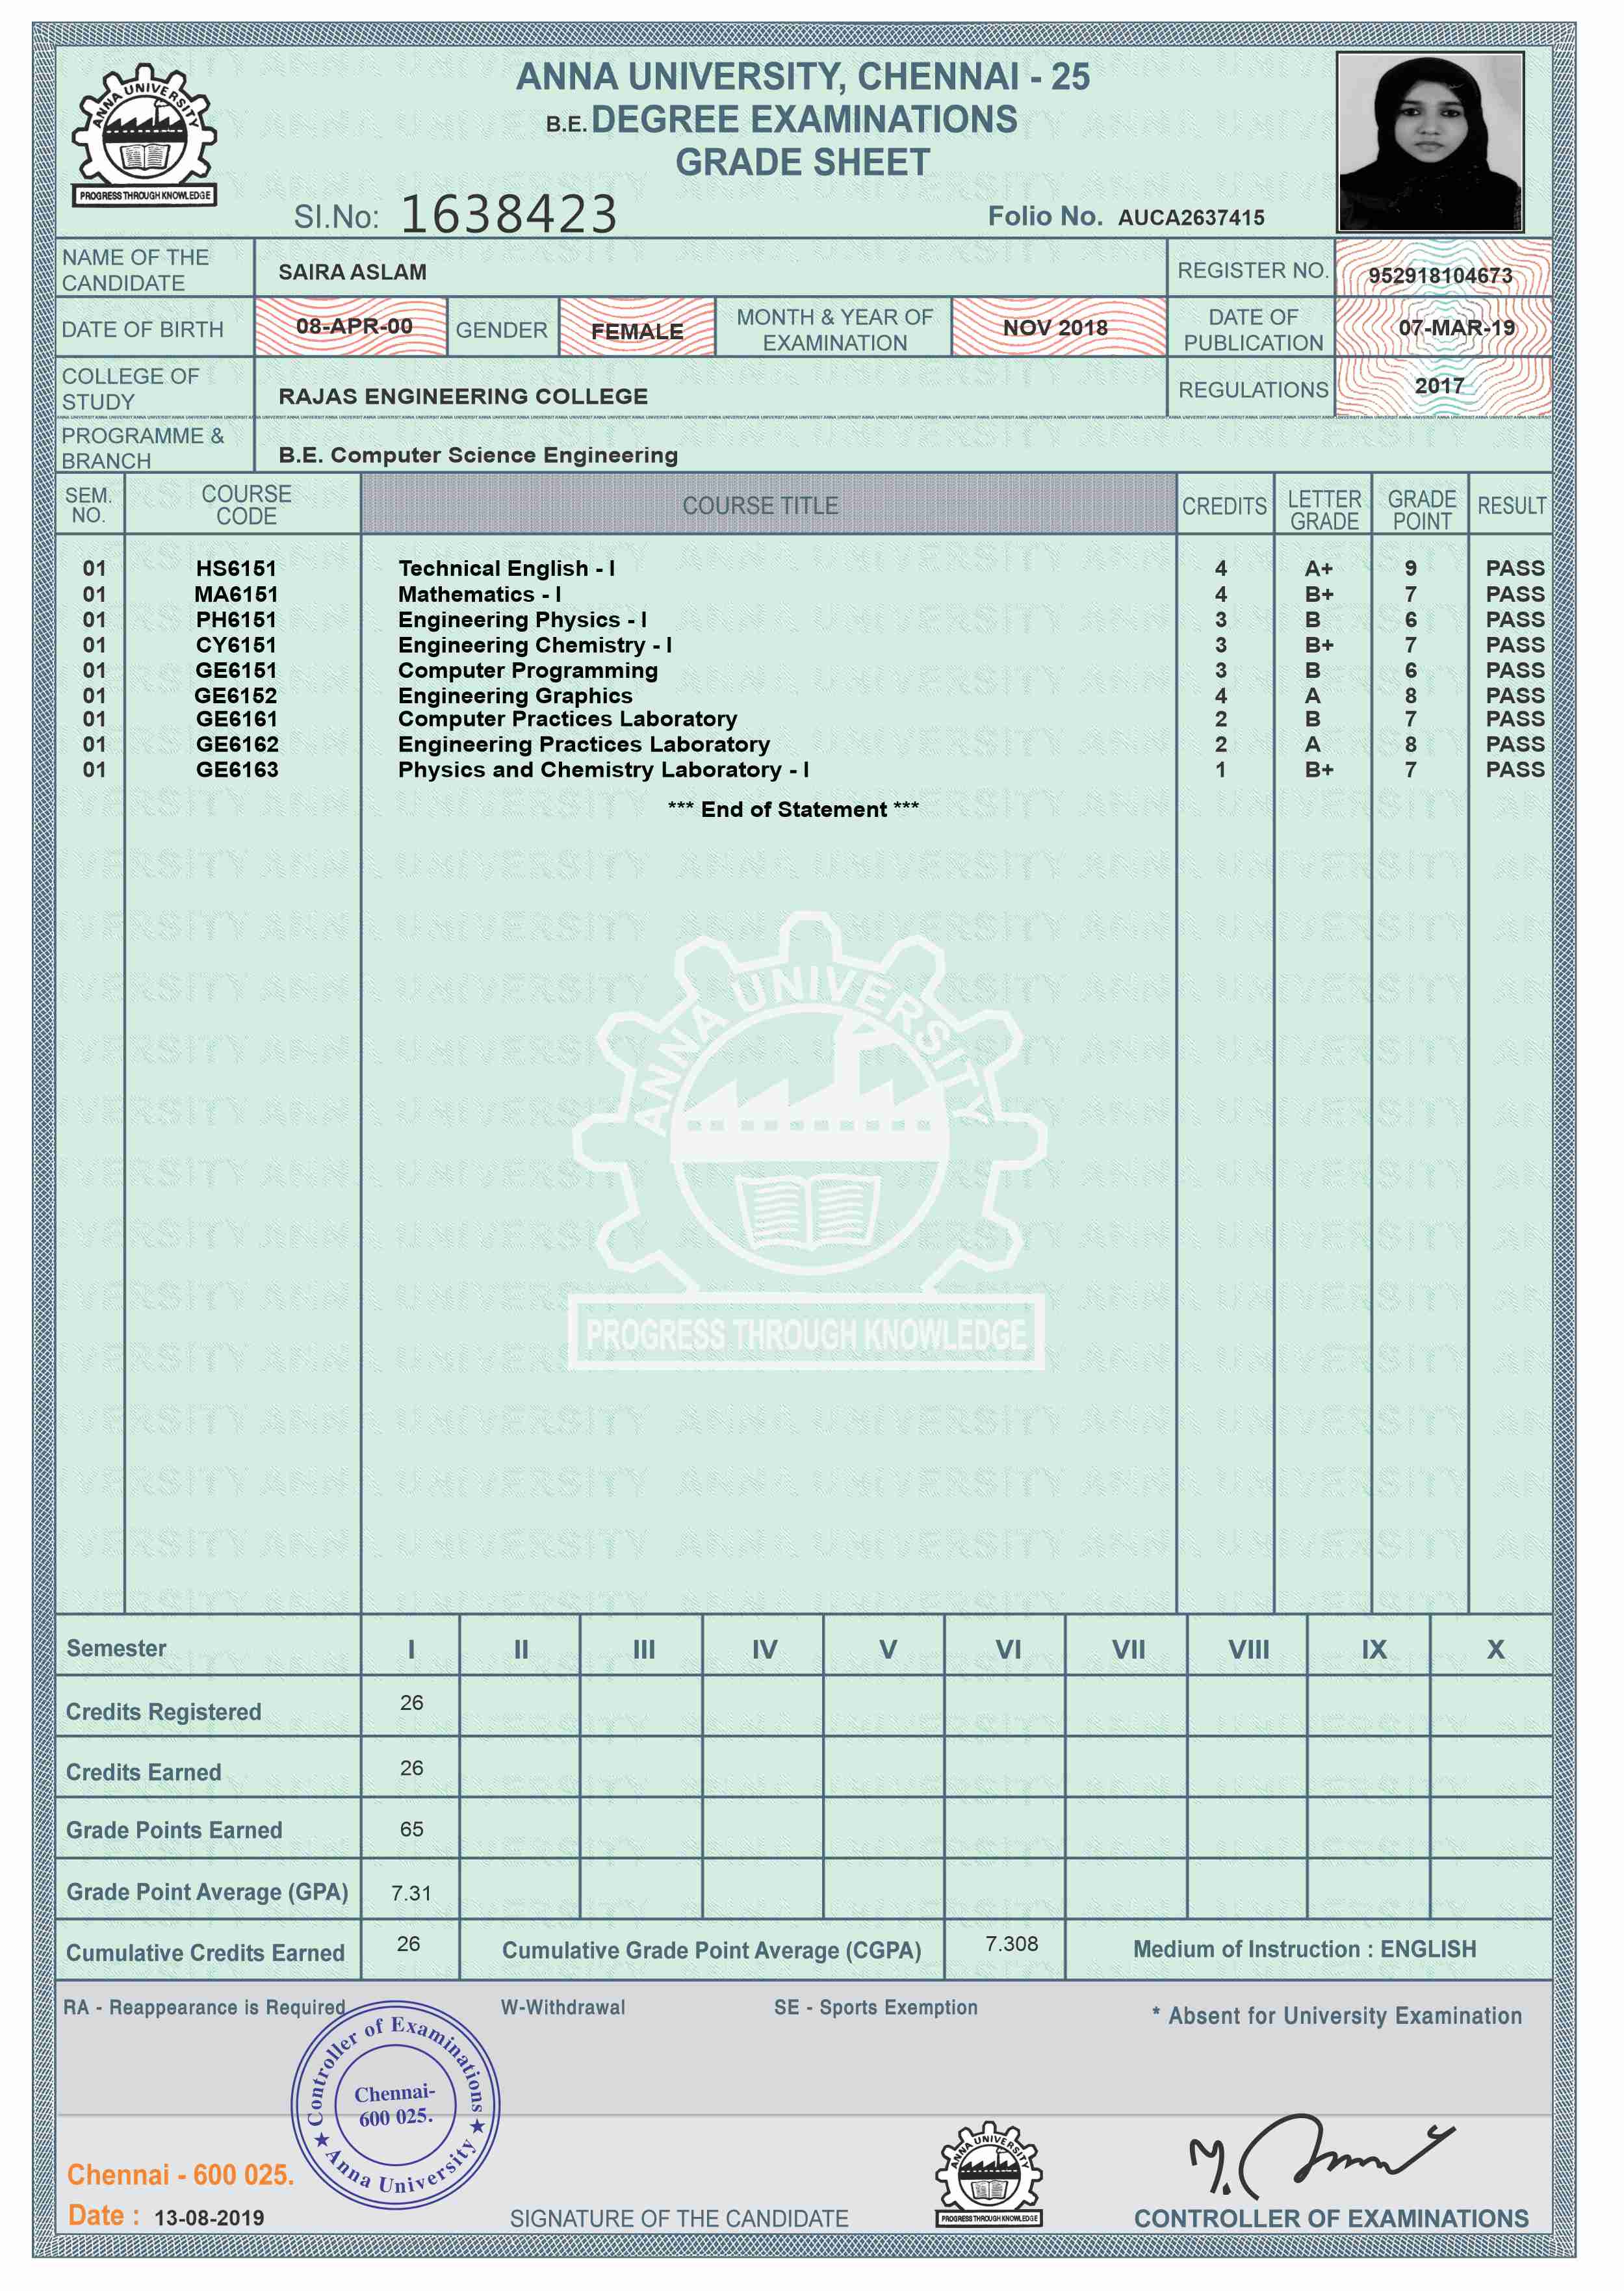 ANNA UNIVERSITY
PROGRESS THROUGH KNOWLEDGE
ANNA UNIVERSITY, CHENNAI - 25
B.E. DEGREE EXAMINATIONS
GRADE SHEET
SI.No: 1638423
Folio No. AUCA2637415
NAME OF THE CANDIDATE SAIRA ASLAM REGISTER NO. 952918104673
DATE OF BIRTH 08-APR-00 GENDER FEMALE MONTH & YEAR OF EXAMINATION NOV 2018 DATE OF PUBLICATION 07-MAR-19
COLLEGE OF STUDY RAJAS ENGINEERING COLLEGE REGULATIONS 2017
PROGRAMME & BRANCH B.E. Computer Science Engineering
SEM. NO. COURSE CODE COURSE TITLE CREDITS LETTER GRADE GRADE POINT RESULT
01 HS6151 Technical English - I 4 A+ 9 PASS
01 MA6151 Mathematics - I 4 B+ 7 PASS
01 PH6151 Engineering Physics - I 3 B 6 PASS
01 CY6151 Engineering Chemistry - I 3 B+ 7 PASS
01 GE6151 Computer Programming 3 B 6 PASS
01 GE6152 Engineering Graphics 4 A 8 PASS
01 GE6161 Computer Practices Laboratory 2 B 7 PASS
01 GE6162 Engineering Practices Laboratory 2 A 8 PASS
01 GE6163 Physics and Chemistry Laboratory - I 1 B+ 7 PASS
*** End of Statement ***
ANNA UNIVERSITY
PROGRESS THROUGH KNOWLEDGE
Semester I II III IV V VI VII VIII IX X
Credits Registered 26
Credits Earned 26
Grade Points Earned 65
Grade Point Average (GPA) 7.31
Cumulative Credits Earned 26 Cumulative Grade Point Average (CGPA) 7.308 Medium of Instruction : ENGLISH
RA - Reappearance is Required W-Withdrawal SE - Sports Exemption * Absent for University Examination
Controller of Examinations
Chennai-
600 025.
★ Anna University ★
Chennai - 600 025.
Date : 13-08-2019
SIGNATURE OF THE CANDIDATE
ANNA UNIVERSITY
PROGRESS THROUGH KNOWLEDGE
CONTROLLER OF EXAMINATIONS